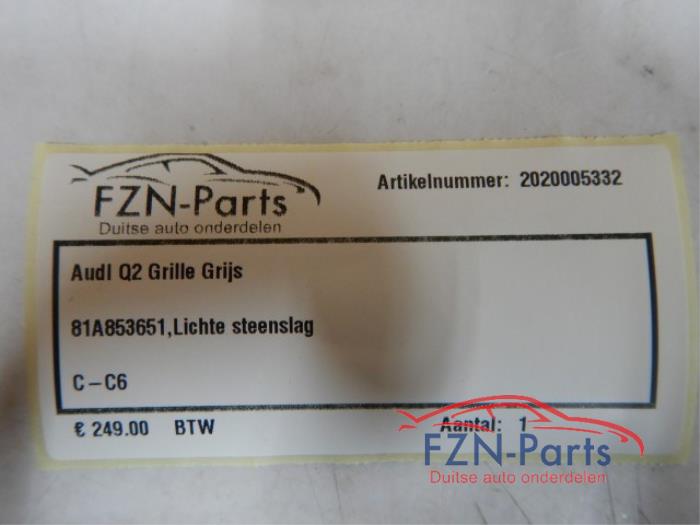 FZN-Parts
Duitse auto onderdelen
Artikelnummer: 2020005332
Audi Q2 Grille Grijs
81A853651,Lichte steenslag
C-C6
€ 249.00 BTW
Aantal: 1
FZN-Parts
Duitse auto onderdelen